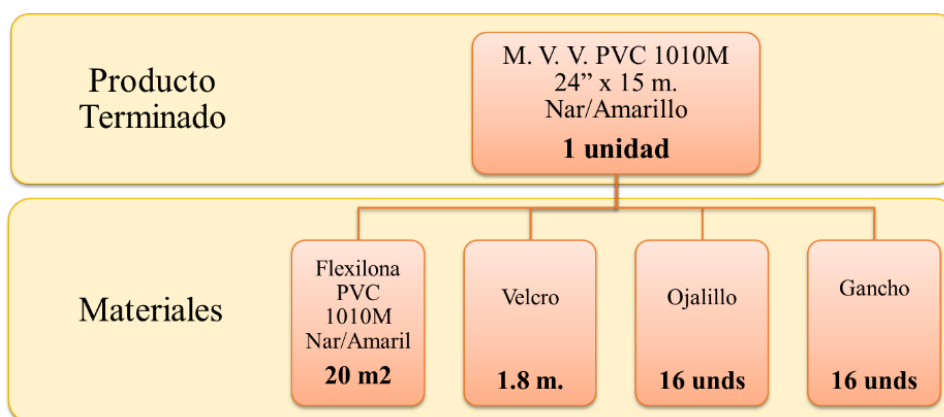 Producto
Terminado
M. V. V. PVC 1010M
24” x 15 m.
Nar/Amarillo
1 unidad
Materiales
Flexilona
PVC
1010M
Nar/Amaril
20 m2
Velcro
1.8 m.
Ojalillo
16 unds
Gancho
16 unds